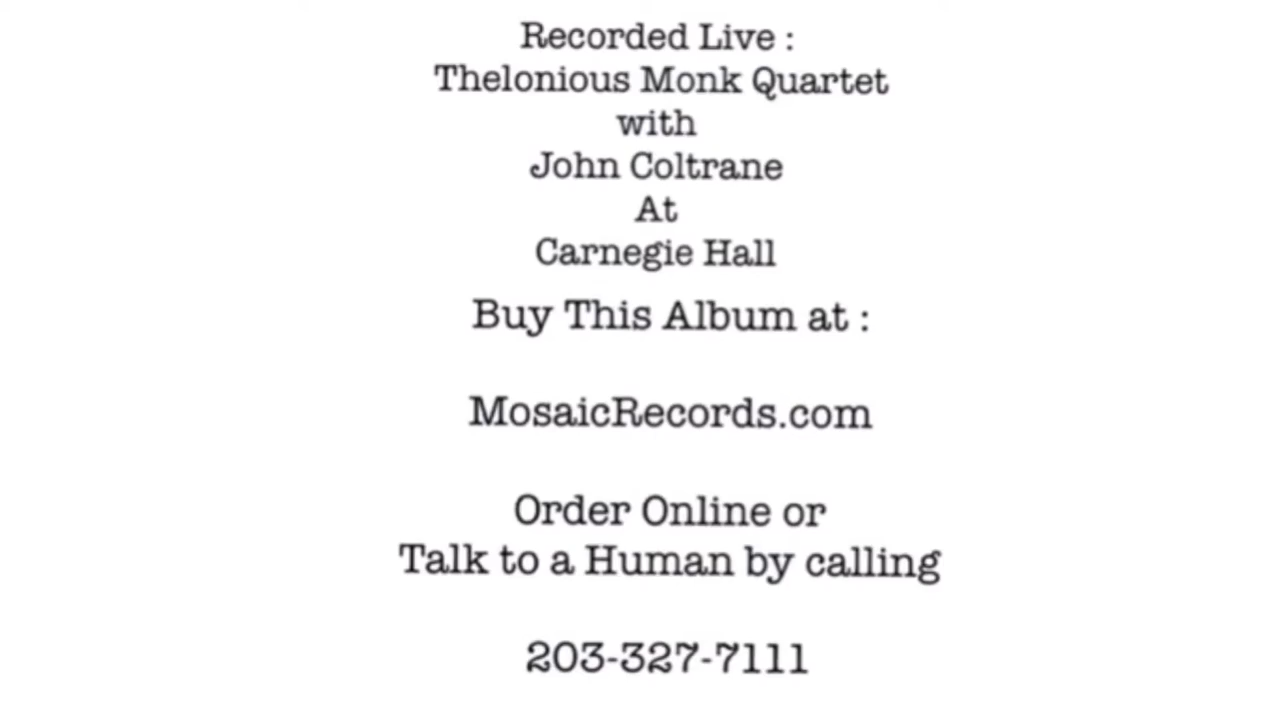 Recorded Live :
Thelonious Monk Quartet
with
John Coltrane
At
Carnegie Hall
Buy This Album at :
MosaicRecords.com
Order Online or
Talk to a Human by calling
203-327-7111